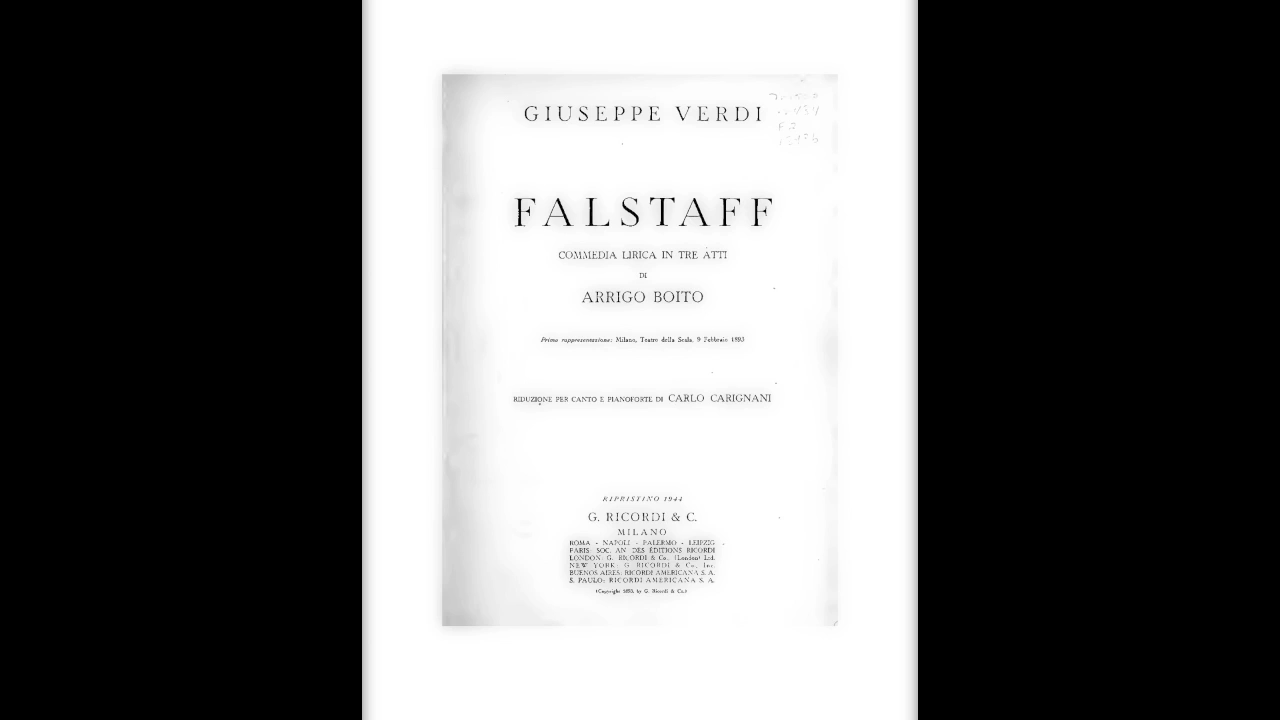 GIUSEPPE VERDI
FALSTAFF
COMMEDIA LIRICA IN TRE ATTI
DI
ARRIGO BOITO
Prima rappresentazione: Milano, Teatro della Scala, 9 Febbraio 1893
RIDUZIONE PER CANTO E PIANOFORTE DI CARLO CARIGNANI
RIPRISTINO 1944
G. RICORDI & C.
MILANO
ROMA - NAPOLI - PALERMO - LEIPZIG
PARIS: SOC. AN. DES ÉDITIONS RICORDI
LONDON: G. RICORDI & Co. (London) Ltd.
NEW YORK: G. RICORDI & Co., Inc.
BUENOS AIRES: RICORDI AMERICANA S. A.
S. PAULO: RICORDI AMERICANA S. A.
(Copyright 1893, by G. Ricordi & Co.)